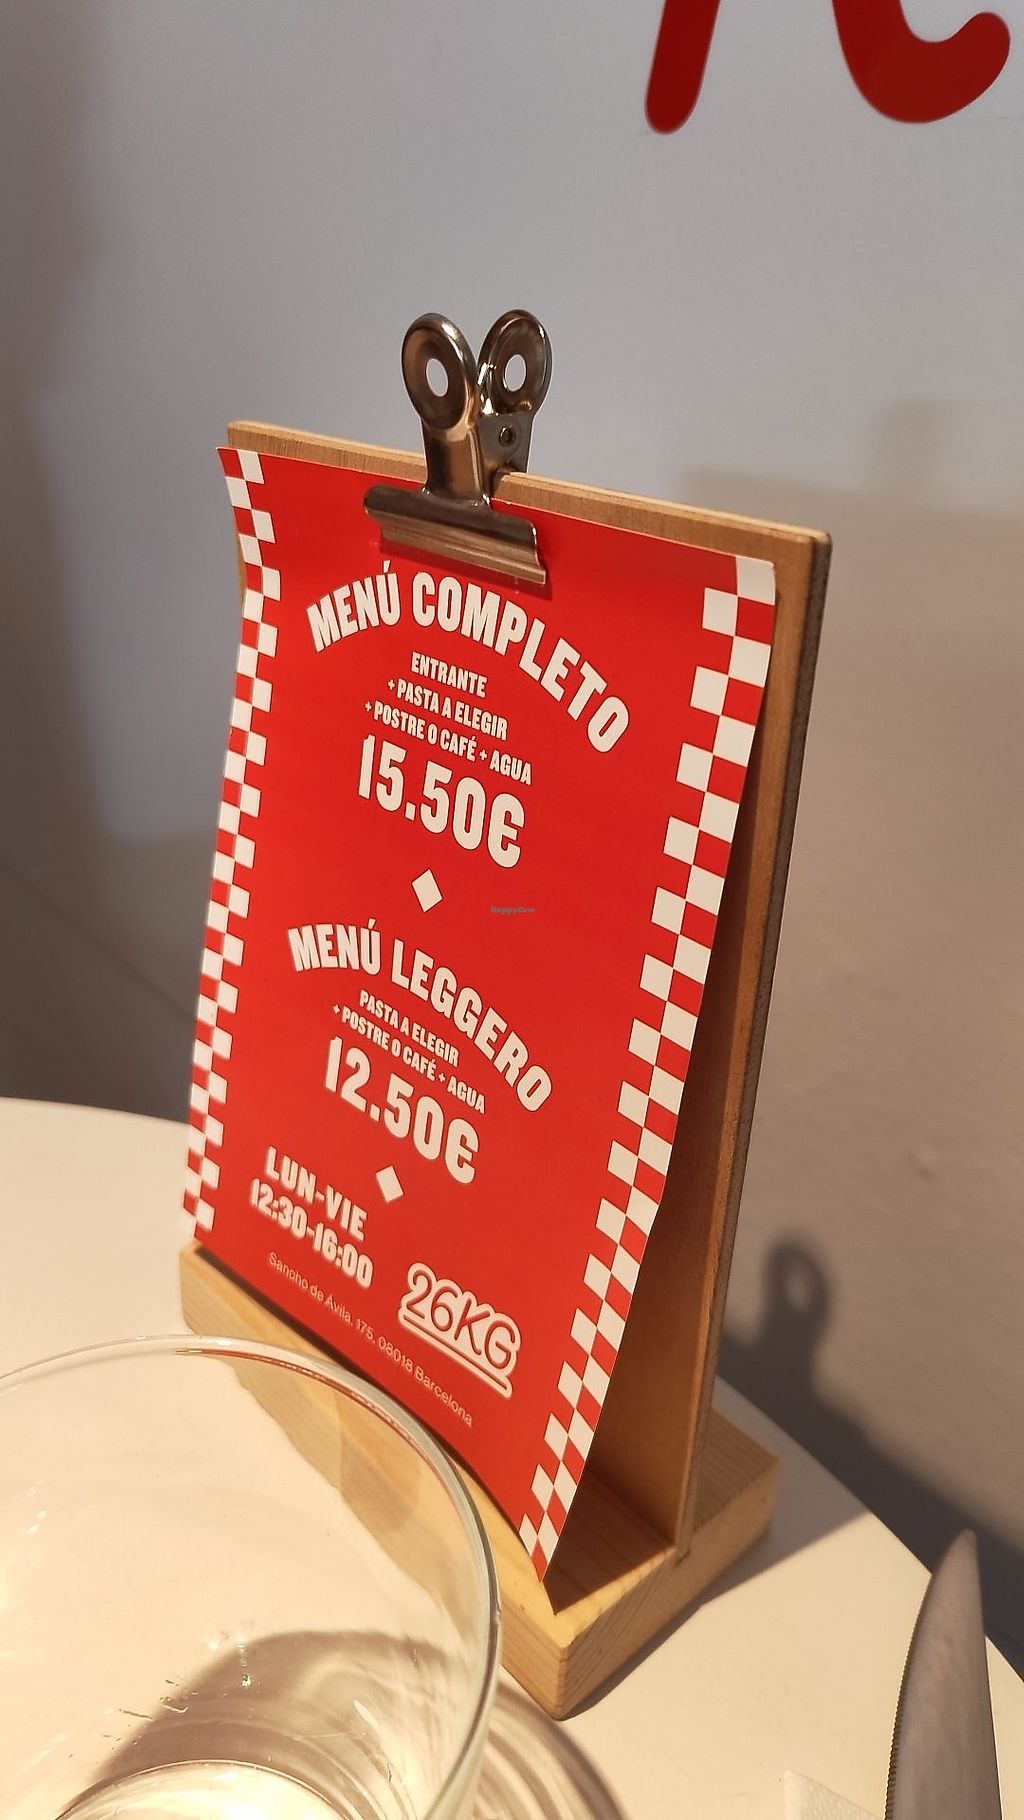 MENÚ COMPLETO
ENTRANTE
+ PASTA A ELEGIR
+ POSTRE O CAFÉ + AGUA
15.50€
HappyCow
MENÚ LEGGERO
PASTA A ELEGIR
+ POSTRE O CAFÉ + AGUA
12.50€
LUN-VIE
12:30-16:00
26KG
Sancho de Ávila, 175, 08018 Barcelona